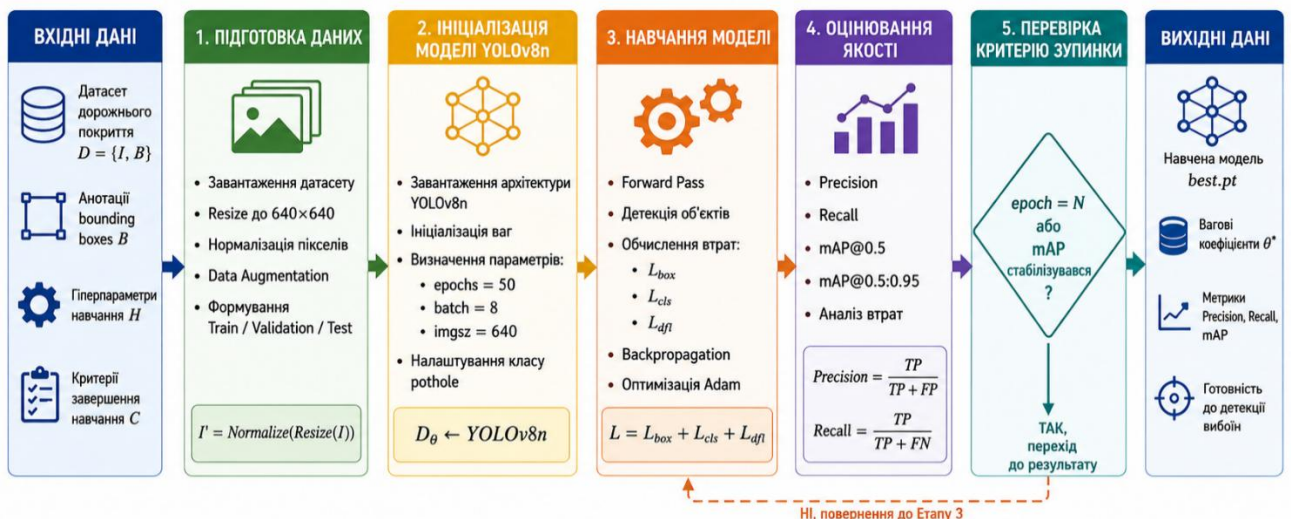 ВХІДНІ ДАНІ
Датасет
дорожнього
покриття
D = {I, B}
Анотації
bounding
boxes B
Гіперпараметри
навчання H
Критерії
завершення
навчання C
1. ПІДГОТОВКА ДАНИХ
• Завантаження датасету
• Resize до 640×640
• Нормалізація пікселів
• Data Augmentation
• Формування
Train / Validation / Test
I' = Normalize(Resize(I))
2. ІНІЦІАЛІЗАЦІЯ
МОДЕЛІ YOLOv8n
• Завантаження архітектури
YOLOv8n
• Ініціалізація ваг
• Визначення параметрів:
• epochs = 50
• batch = 8
• imgsz = 640
• Налаштування класу
pothole
D_θ ← YOLOv8n
3. НАВЧАННЯ МОДЕЛІ
• Forward Pass
• Детекція об'єктів
• Обчислення втрат:
• L_box
• L_cls
• L_dfl
• Backpropagation
• Оптимізація Adam
L = L_box + L_cls + L_dfl
4. ОЦІНЮВАННЯ
ЯКОСТІ
• Precision
• Recall
• mAP@0.5
• mAP@0.5:0.95
• Аналіз втрат
Precision = TP / (TP + FP)
Recall = TP / (TP + FN)
5. ПЕРЕВІРКА
КРИТЕРІЮ ЗУПИНКИ
epoch = N
або
mAP
стабілізувався
?
ТАК,
перехід
до результату
НІ, повернення до Етапу 3
ВИХІДНІ ДАНІ
Навчена модель
best.pt
Вагові
коефіцієнти θ*
Метрики
Precision, Recall,
mAP
Готовність
до детекції
вибоїн